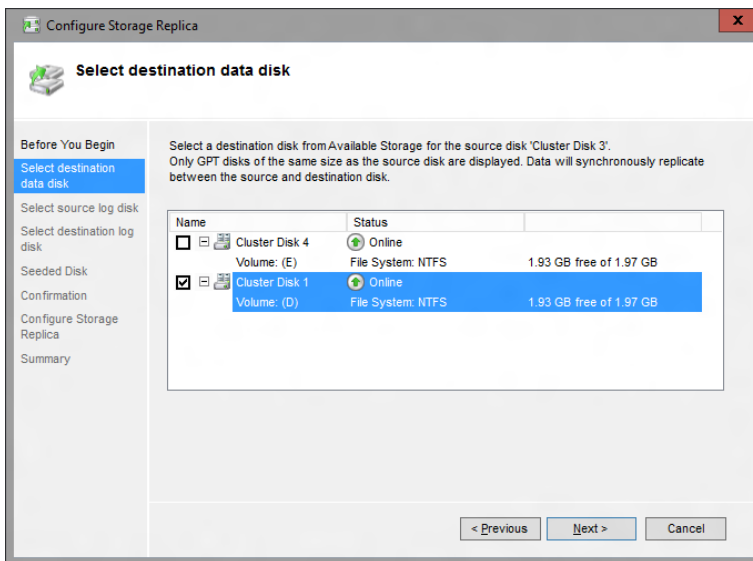 Configure Storage Replica
x
Select destination data disk
Before You Begin
Select destination
data disk
Select source log disk
Select destination log
disk
Seeded Disk
Confirmation
Configure Storage
Replica
Summary
Select a destination disk from Available Storage for the source disk 'Cluster Disk 3'.
Only GPT disks of the same size as the source disk are displayed. Data will synchronously replicate
between the source and destination disk.
Name Status
Cluster Disk 4 Online
Volume: (E) File System: NTFS 1.93 GB free of 1.97 GB
Cluster Disk 1 Online
Volume: (D) File System: NTFS 1.93 GB free of 1.97 GB
< Previous Next > Cancel